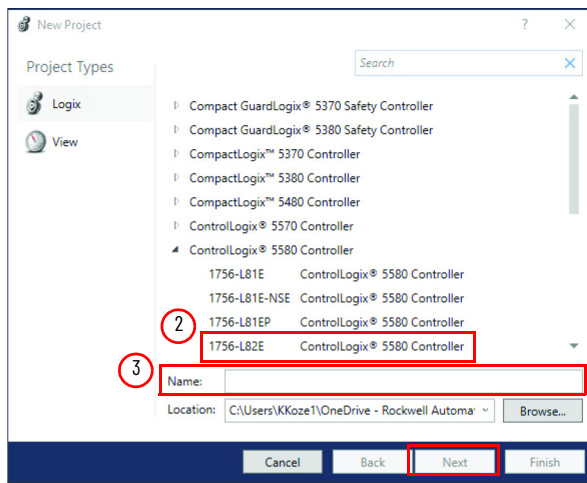 New Project ?
Project Types
Search
Logix
View
Compact GuardLogix® 5370 Safety Controller
Compact GuardLogix® 5380 Safety Controller
CompactLogix™ 5370 Controller
CompactLogix™ 5380 Controller
CompactLogix™ 5480 Controller
ControlLogix® 5570 Controller
ControlLogix® 5580 Controller
1756-L81E ControlLogix® 5580 Controller
1756-L81E-NSE ControlLogix® 5580 Controller
1756-L81EP ControlLogix® 5580 Controller
2
1756-L82E ControlLogix® 5580 Controller
3
Name:
Location: C:\Users\KKoze1\OneDrive - Rockwell Automat Browse...
Cancel Back Next Finish